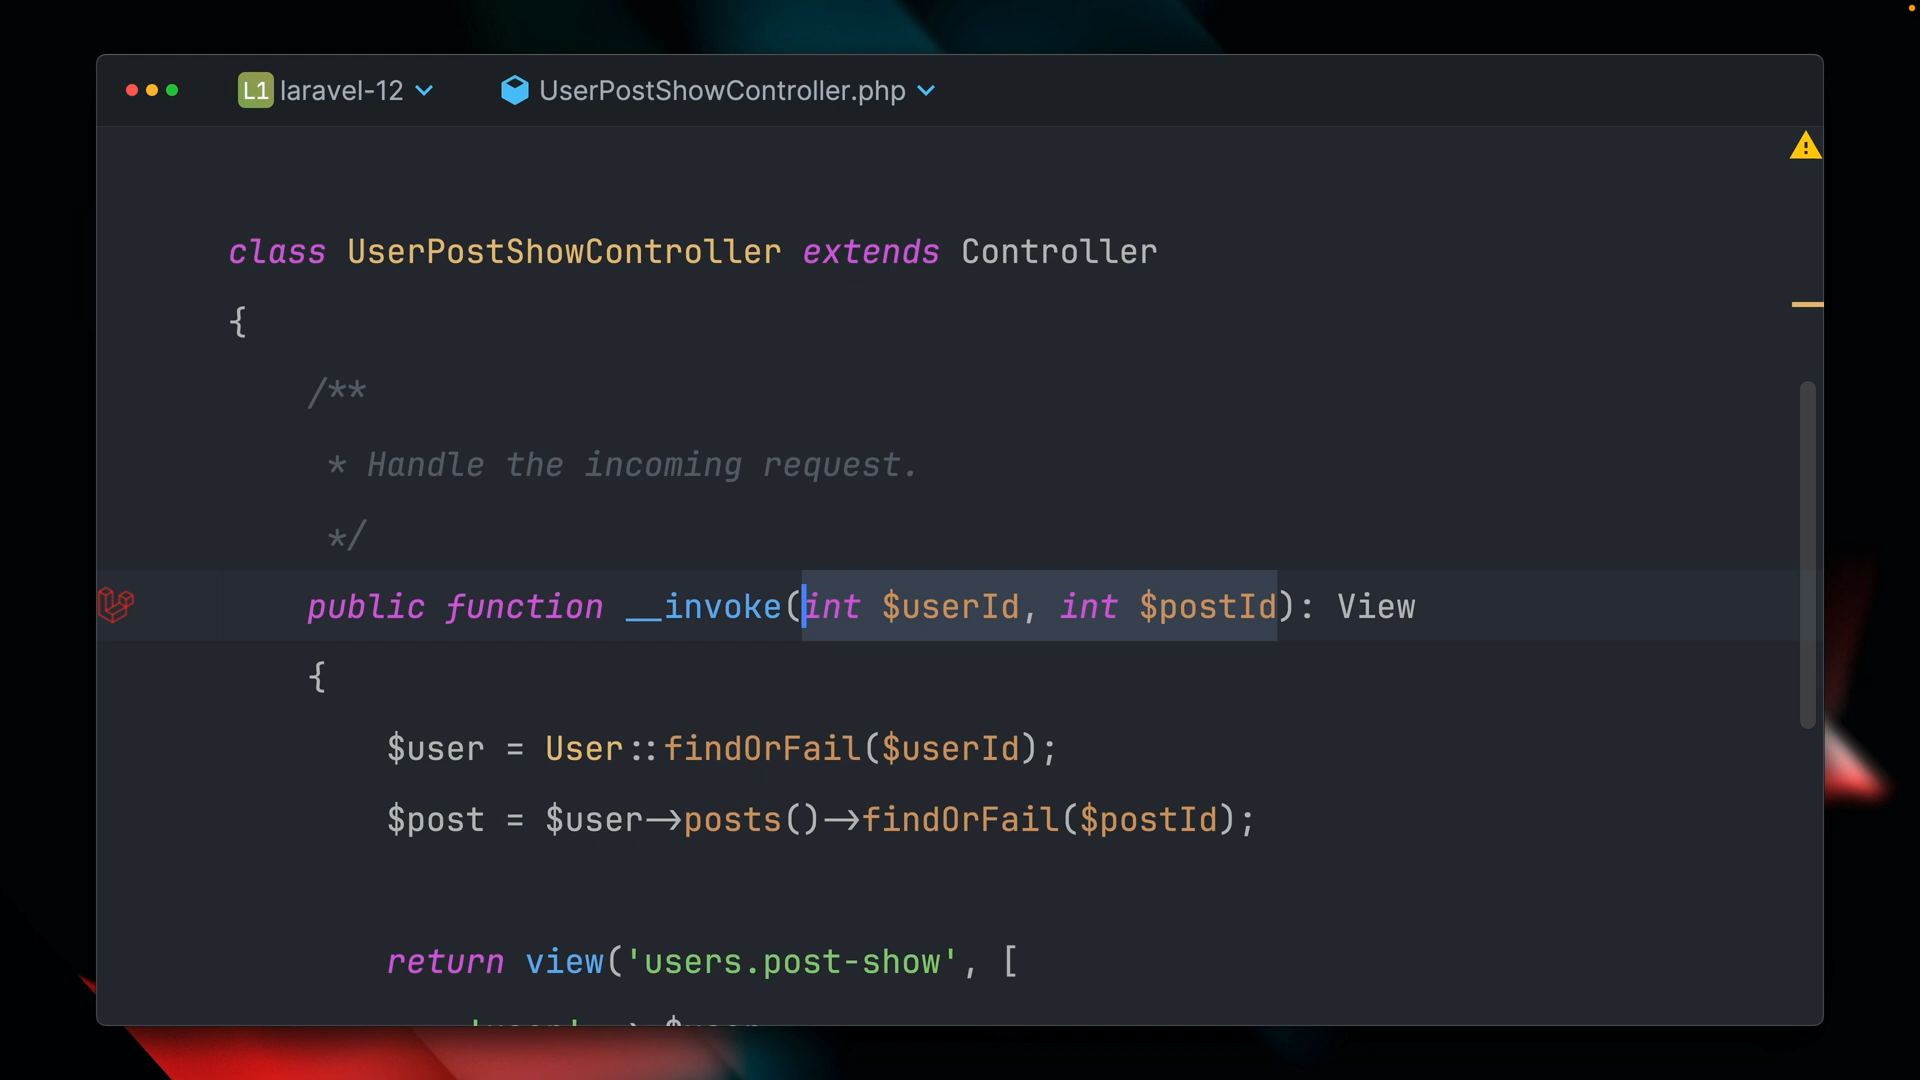 L1 laravel-12 UserPostShowController.php
class UserPostShowController extends Controller
{
/**
* Handle the incoming request.
*/
public function __invoke(int $userId, int $postId): View
{
$user = User::findOrFail($userId);
$post = $user->posts()->findOrFail($postId);
return view('users.post-show', [